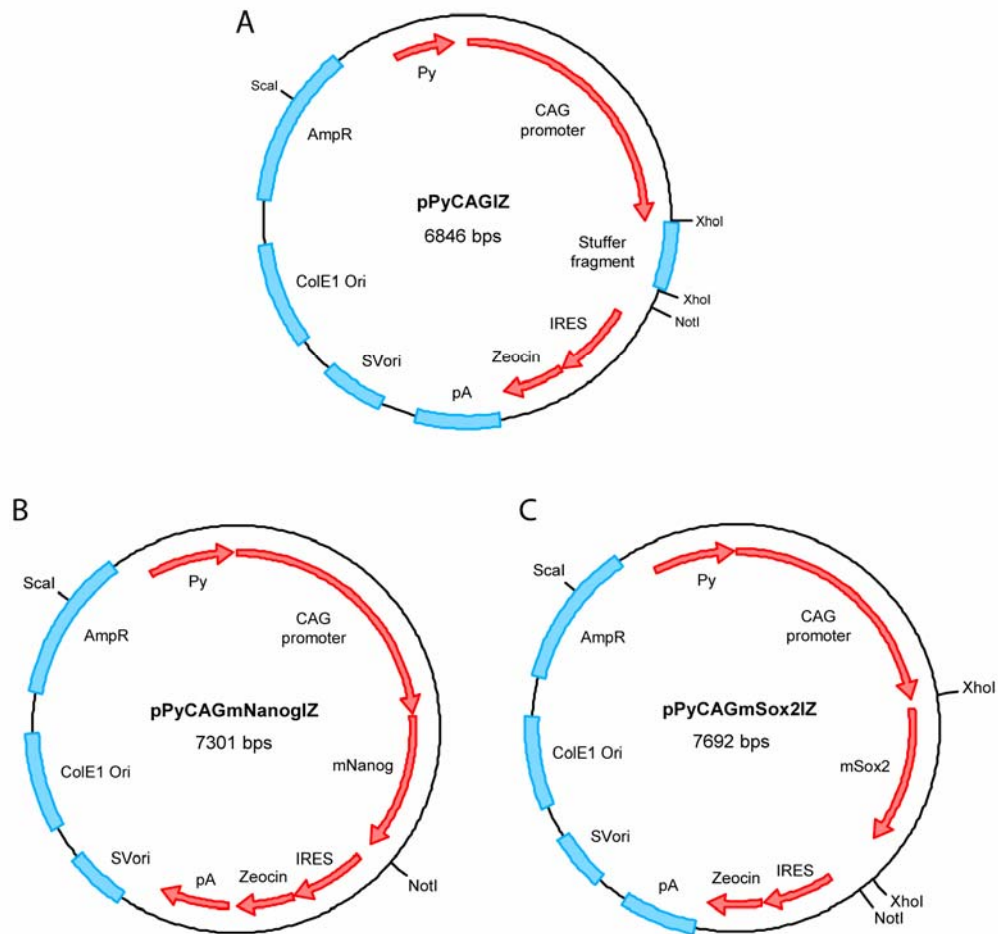 A
Py
ScaI
CAG
promoter
AmpR
pPyCAGIZ
6846 bps
XhoI
Stuffer
fragment
ColE1 Ori
XhoI
NotI
IRES
Zeocin
SVori
pA
B
Py
ScaI
CAG
promoter
AmpR
pPyCAGmNanogIZ
7301 bps
mNanog
ColE1 Ori
SVori
pA
Zeocin
IRES
NotI
C
Py
ScaI
CAG
promoter
AmpR
XhoI
pPyCAGmSox2IZ
7692 bps
mSox2
ColE1 Ori
SVori
pA
Zeocin
IRES
XhoI
NotI